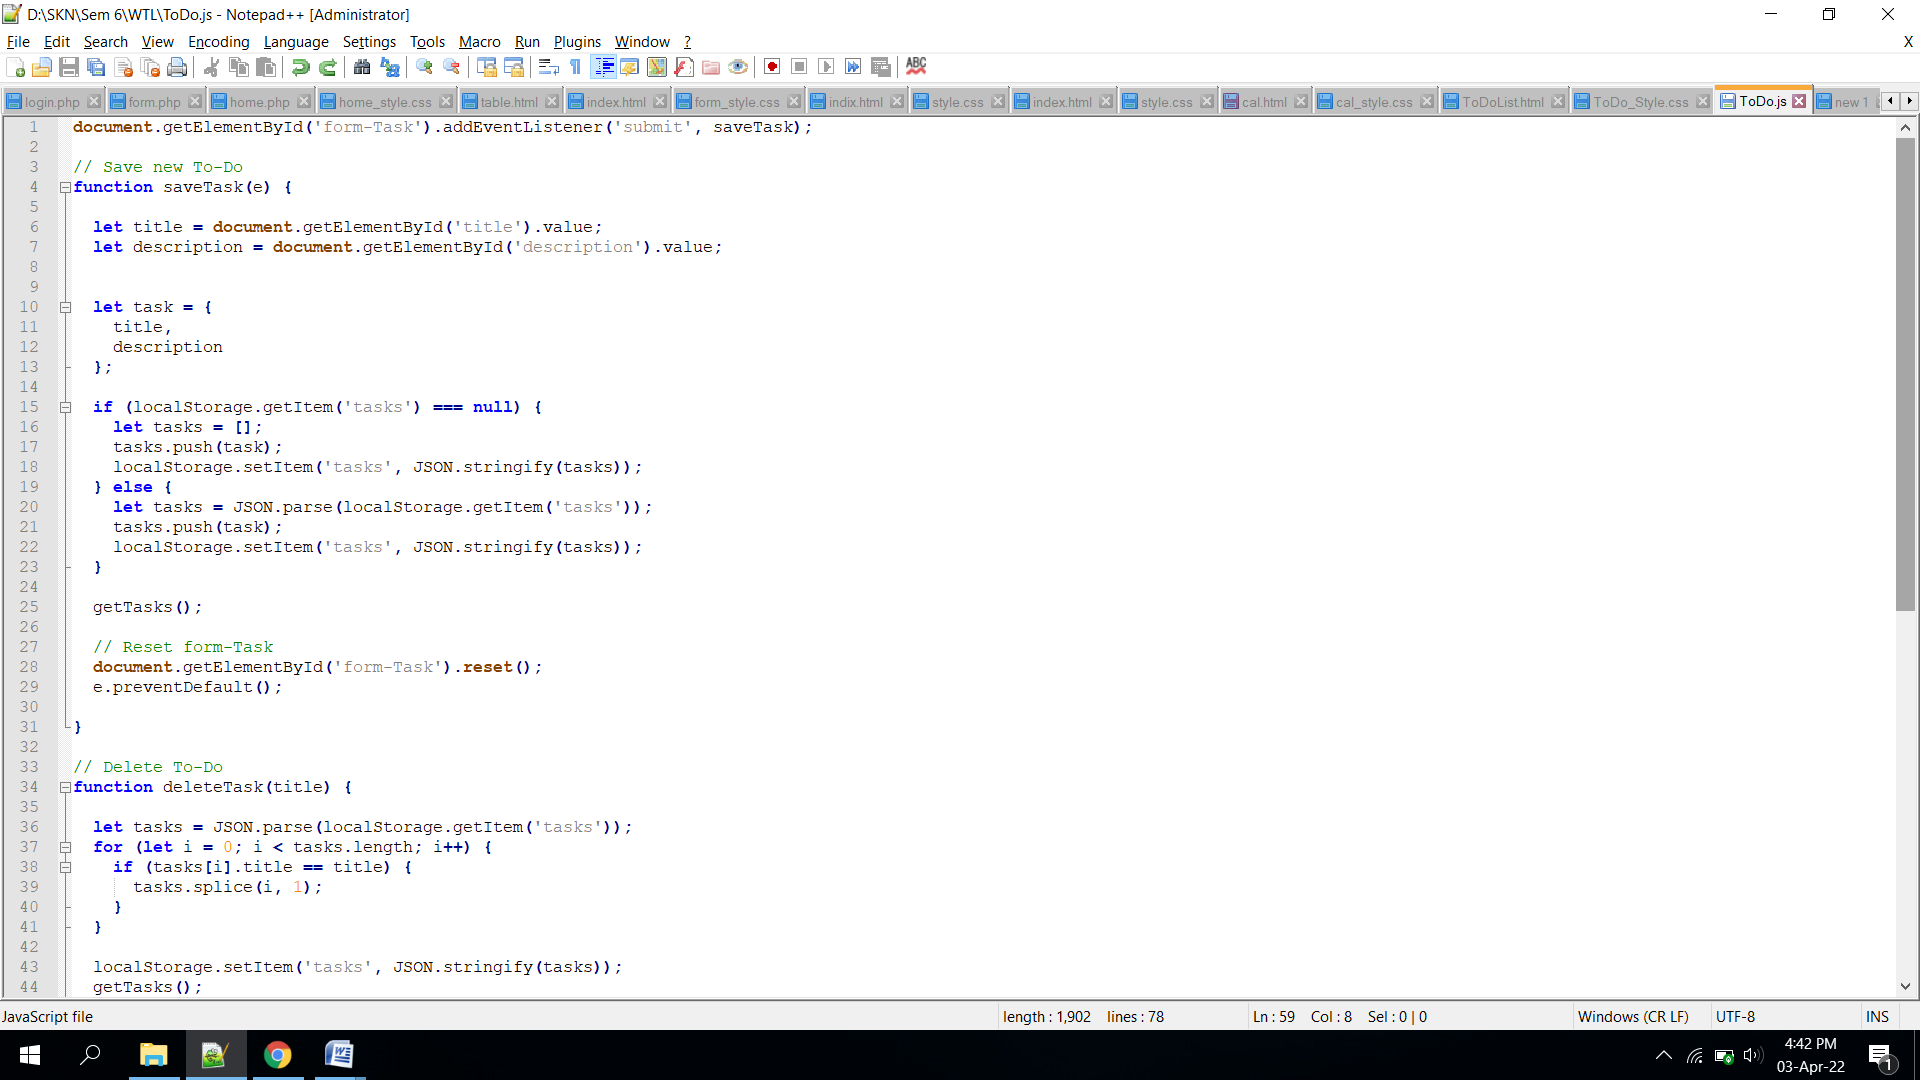 D:\SKN\Sem 6\WTL\ToDo.js - Notepad++ [Administrator]
File Edit Search View Encoding Language Settings Tools Macro Run Plugins Window ? X
ABC
login.php form.php home.php home_style.css table.html index.html form_style.css indix.html style.css index.html style.css cal.html cal_style.css ToDoList.html ToDo_Style.css ToDo.js new 1
1 document.getElementById('form-Task').addEventListener('submit', saveTask);
2
3 // Save new To-Do
4 function saveTask(e) {
5
6 let title = document.getElementById('title').value;
7 let description = document.getElementById('description').value;
8
9
10 let task = {
11 title,
12 description
13 };
14
15 if (localStorage.getItem('tasks') === null) {
16 let tasks = [];
17 tasks.push(task);
18 localStorage.setItem('tasks', JSON.stringify(tasks));
19 } else {
20 let tasks = JSON.parse(localStorage.getItem('tasks'));
21 tasks.push(task);
22 localStorage.setItem('tasks', JSON.stringify(tasks));
23 }
24
25 getTasks();
26
27 // Reset form-Task
28 document.getElementById('form-Task').reset();
29 e.preventDefault();
30
31 }
32
33 // Delete To-Do
34 function deleteTask(title) {
35
36 let tasks = JSON.parse(localStorage.getItem('tasks'));
37 for (let i = 0; i < tasks.length; i++) {
38 if (tasks[i].title == title) {
39 tasks.splice(i, 1);
40 }
41 }
42
43 localStorage.setItem('tasks', JSON.stringify(tasks));
44 getTasks();
JavaScript file length : 1,902 lines : 78 Ln : 59 Col : 8 Sel : 0 | 0 Windows (CR LF) UTF-8 INS
4:42 PM
03-Apr-22
1